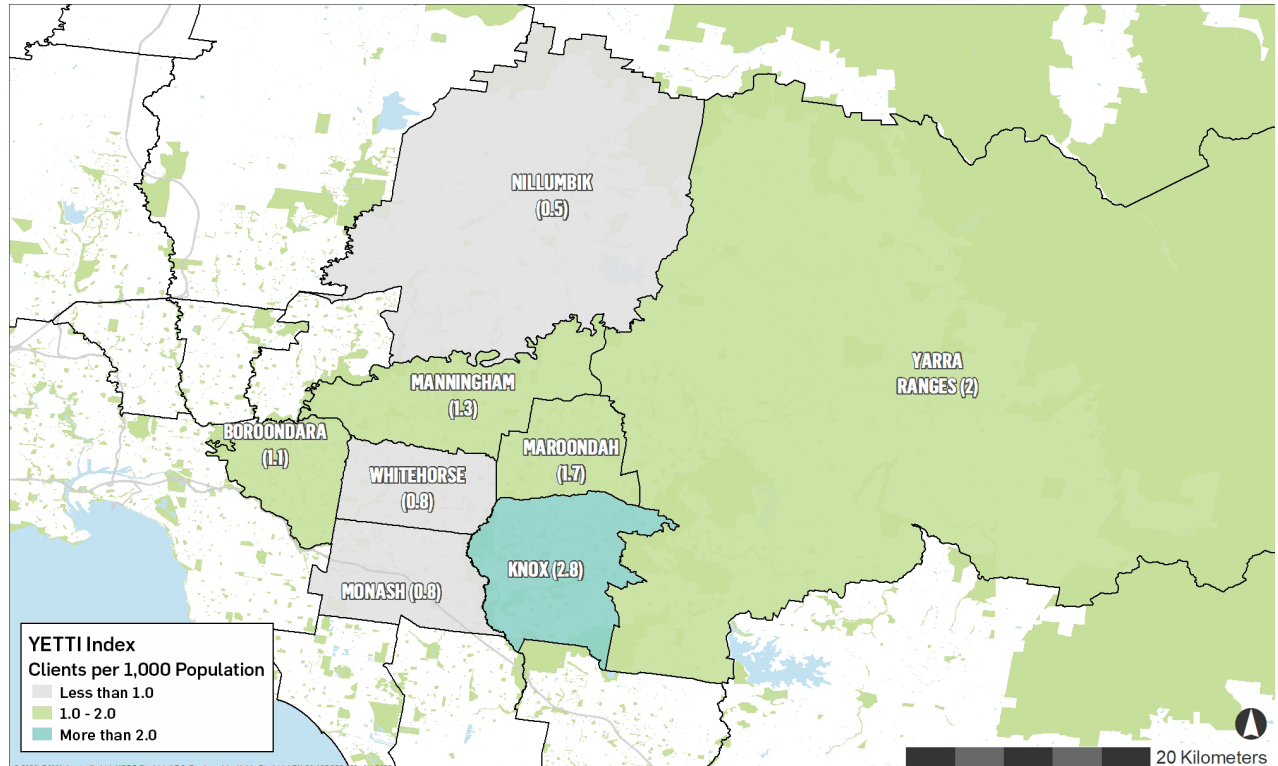 NILLUMBIK
(0.5)
YARRA
RANGES (2)
MANNINGHAM
(1.3)
BOROONDARA
(1.1)
MAROONDAH
(1.7)
WHITEHORSE
(0.8)
KNOX (2.8)
MONASH (0.8)
YETTI Index
Clients per 1,000 Population
Less than 1.0
1.0 - 2.0
More than 2.0
20 Kilometers